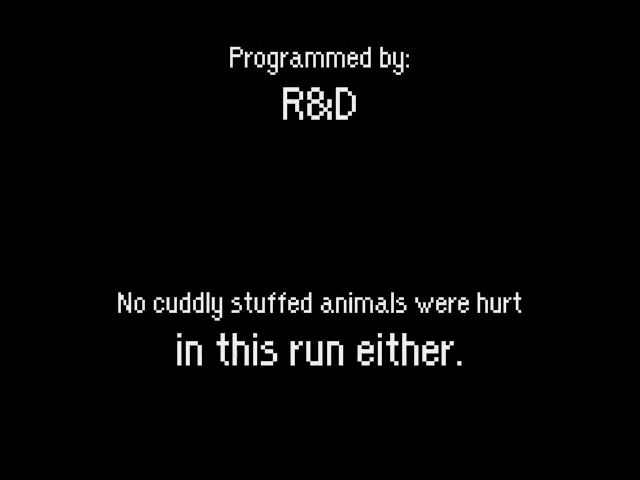 Programmed by:
R&D
No cuddly stuffed animals were hurt
in this run either.